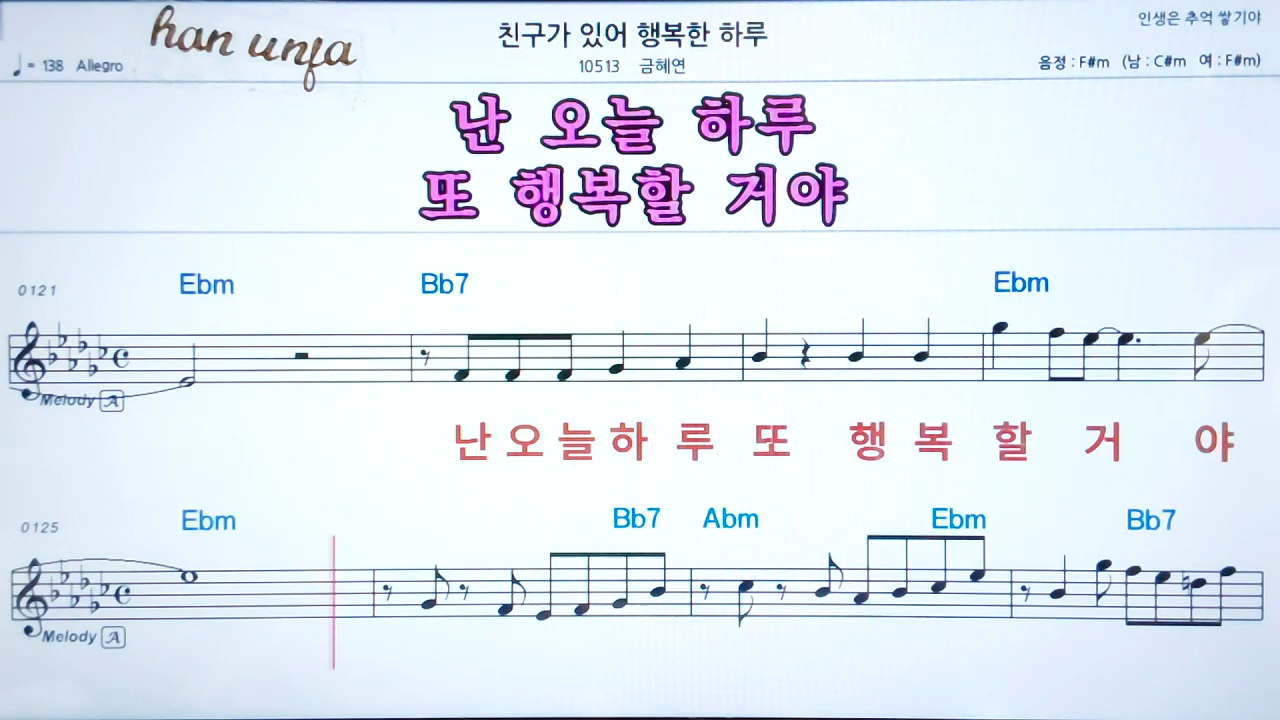 han unja
친구가 있어 행복한 하루
인생은 추억 쌓기야
♩= 138 Allegro
10513 금혜연
음정 : F#m (남 : C#m 여 : F#m)
난 오늘 하루
또 행복할 거야
0121 Ebm Bb7 Ebm
Melody A
난 오 늘 하 루 또 행 복 할 거 야
0125 Ebm Bb7 Abm Ebm Bb7
Melody A